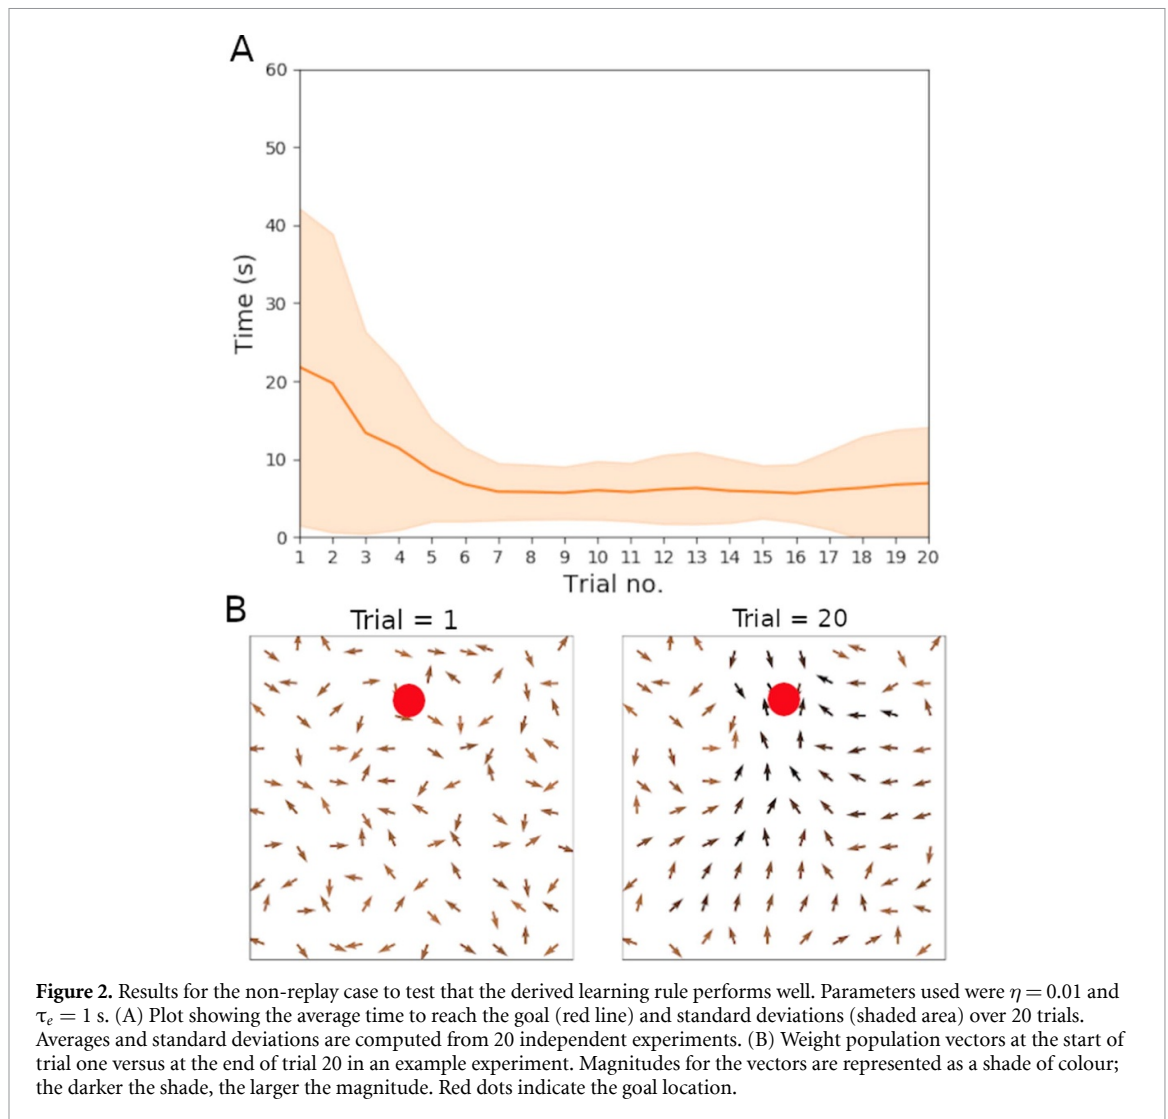 A
60
50
40
30
20
10
0
Time (s)
1 2 3 4 5 6 7 8 9 10 11 12 13 14 15 16 17 18 19 20
Trial no.
B
Trial = 1
Trial = 20
Figure 2. Results for the non-replay case to test that the derived learning rule performs well. Parameters used were η = 0.01 and
τe = 1 s. (A) Plot showing the average time to reach the goal (red line) and standard deviations (shaded area) over 20 trials.
Averages and standard deviations are computed from 20 independent experiments. (B) Weight population vectors at the start of
trial one versus at the end of trial 20 in an example experiment. Magnitudes for the vectors are represented as a shade of colour;
the darker the shade, the larger the magnitude. Red dots indicate the goal location.